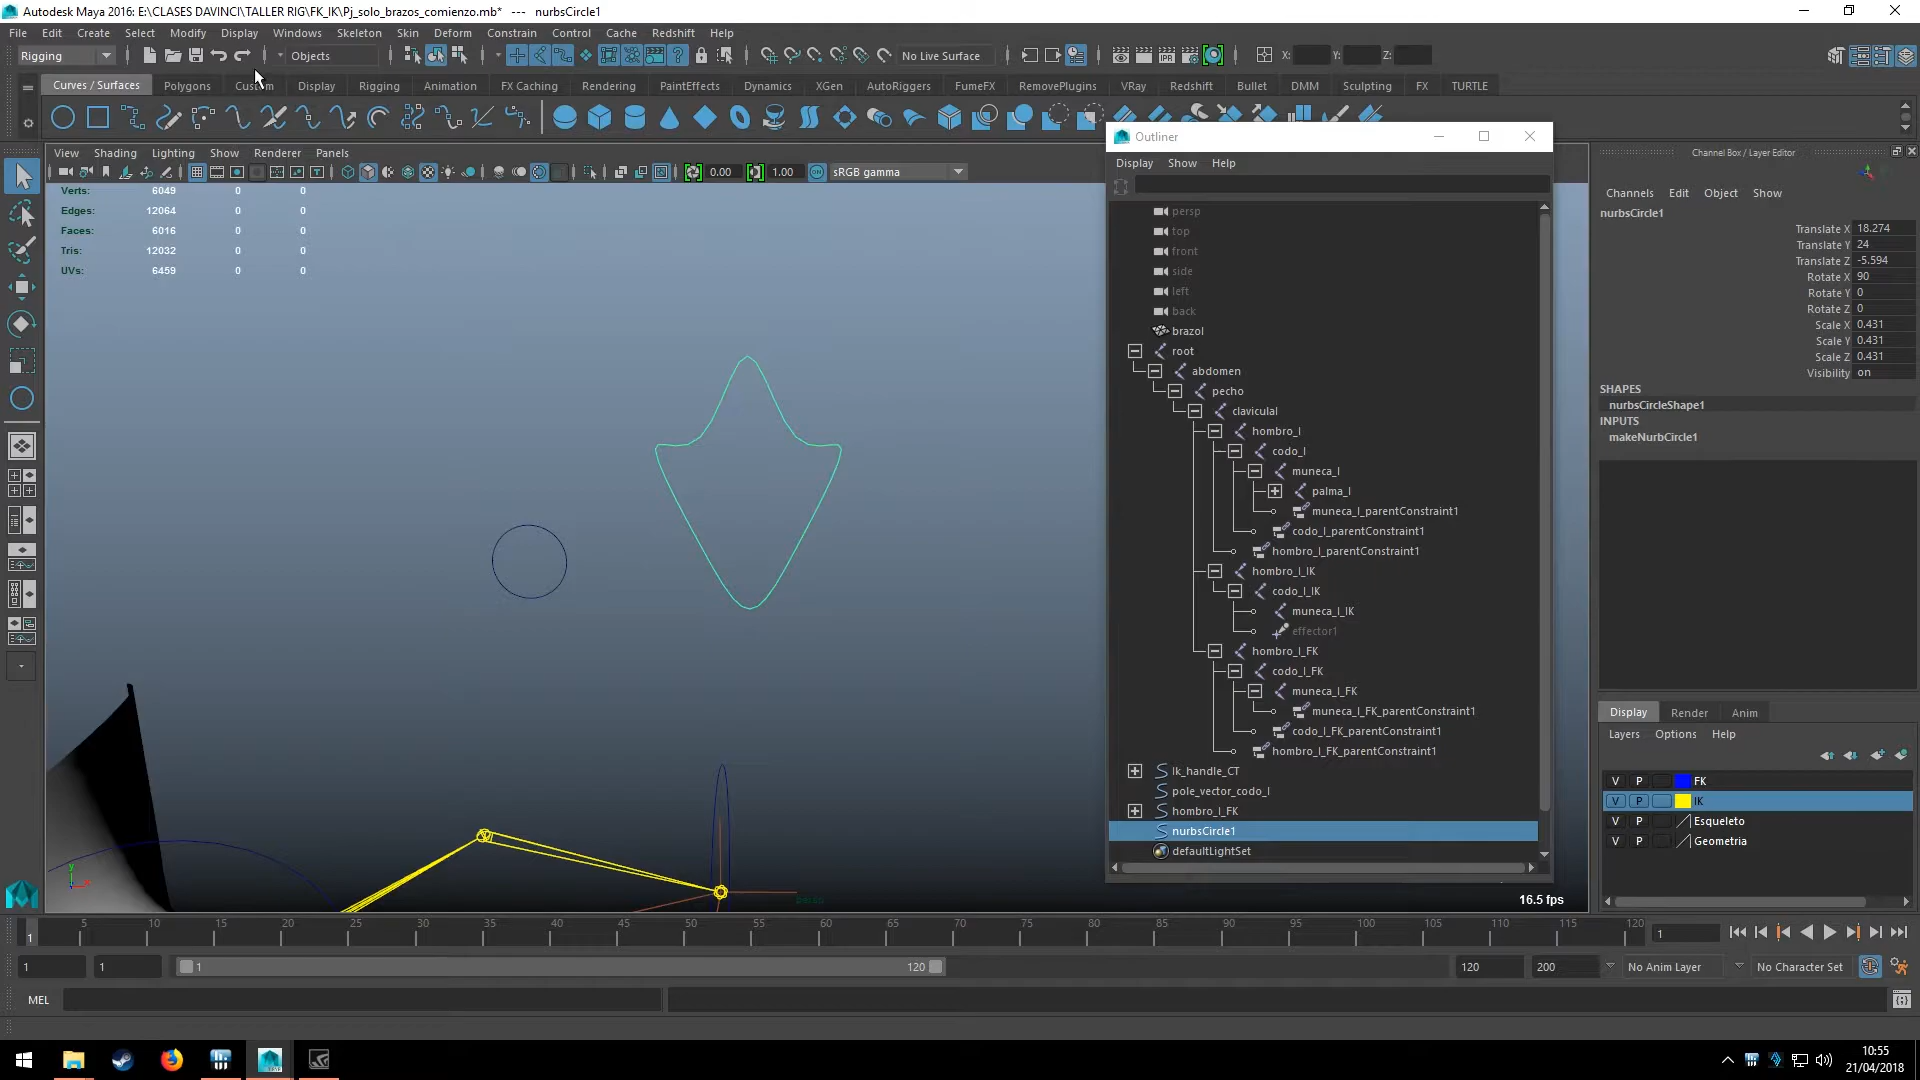 Autodesk Maya 2016: E:\CLASES DAVINCI\TALLER RIG\FK_IK\Pj_solo_brazos_comienzo.mb*   ---   nurbsCircle1
File Edit Create Select Modify Display Windows Skeleton Skin Deform Constrain Control Cache Redshift Help
Rigging Objects No Live Surface X: Y: Z:
Curves / Surfaces Polygons Custom Display Rigging Animation FX Caching Rendering PaintEffects Dynamics XGen AutoRiggers FumeFX RemovePlugins VRay Redshift Bullet DMM Sculpting FX TURTLE
View Shading Lighting Show Renderer Panels
0.00 1.00 sRGB gamma
Verts: 6049 0 0
Edges: 12064 0 0
Faces: 6016 0 0
Tris: 12032 0 0
UVs: 6459 0 0
Outliner
Display Show Help
persp
top
front
side
left
back
brazol
root
abdomen
pecho
claviculal
hombro_l
codo_l
muneca_l
palma_l
muneca_l_parentConstraint1
codo_l_parentConstraint1
hombro_l_parentConstraint1
hombro_l_IK
codo_l_IK
muneca_l_IK
effector1
hombro_l_FK
codo_l_FK
muneca_l_FK
muneca_l_FK_parentConstraint1
codo_l_FK_parentConstraint1
hombro_l_FK_parentConstraint1
Ik_handle_CT
pole_vector_codo_l
hombro_l_FK
nurbsCircle1
defaultLightSet
16.5 fps
Channel Box / Layer Editor
Channels Edit Object Show
nurbsCircle1
Translate X 18.274
Translate Y 24
Translate Z -5.594
Rotate X 90
Rotate Y 0
Rotate Z 0
Scale X 0.431
Scale Y 0.431
Scale Z 0.431
Visibility on
SHAPES
nurbsCircleShape1
INPUTS
makeNurbCircle1
Display Render Anim
Layers Options Help
V P FK
V P IK
V P Esqueleto
V P Geometria
1 5 10 15 20 25 30 35 40 45 50 55 60 65 70 75 80 85 90 95 100 105 110 115 120 1
1 1 1 120 120 200 No Anim Layer No Character Set
MEL
10:55
21/04/2018